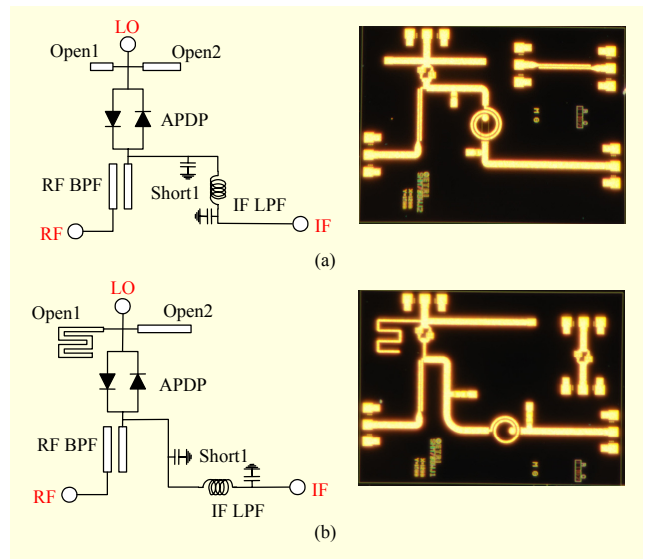 LO
Open1 Open2
APDP
RF BPF
Short1
IF LPF
RF IF
M G
(a)
LO
Open1 Open2
APDP
RF BPF
Short1
RF IF
IF LPF
M G
(b)